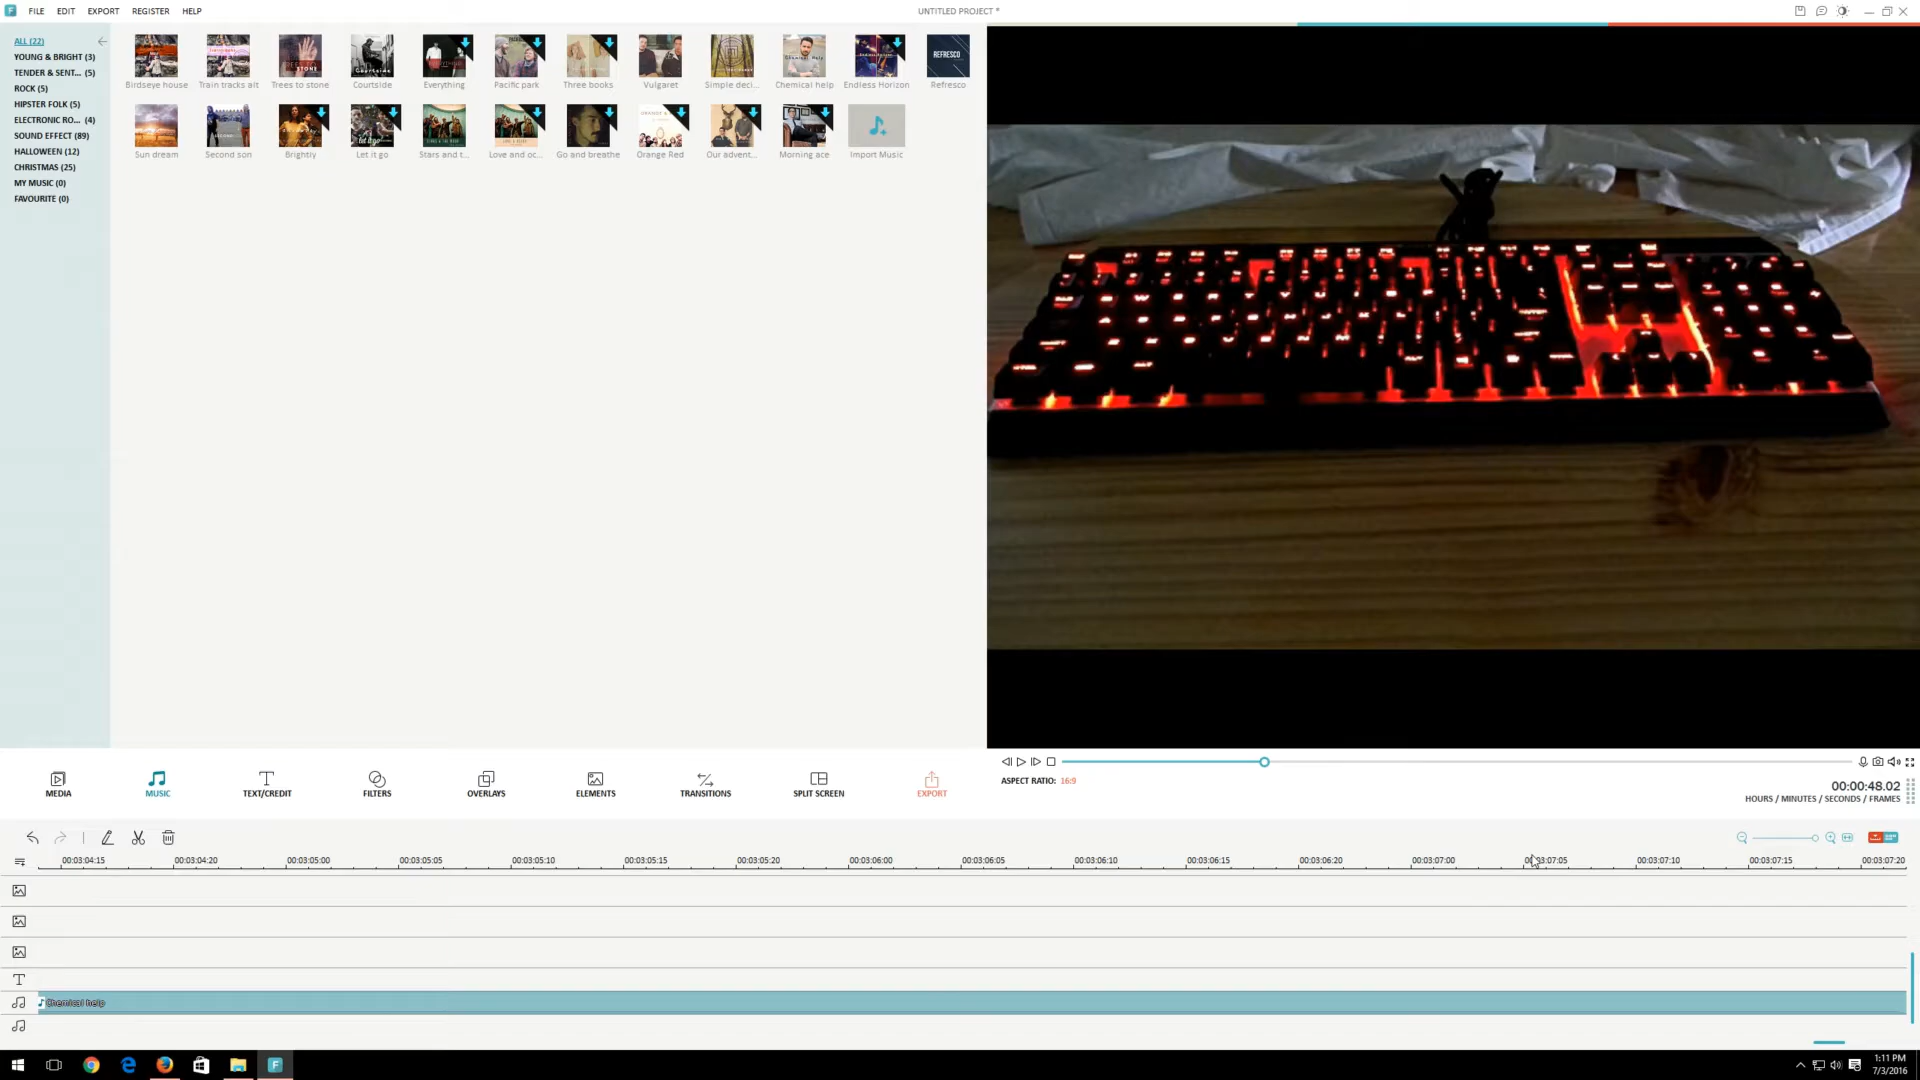 FILE EDIT EXPORT REGISTER HELP
UNTITLED PROJECT *
ALL (22)
YOUNG & BRIGHT (3)
TENDER & SENT... (5)
ROCK (5)
HIPSTER FOLK (5)
ELECTRONIC RO... (4)
SOUND EFFECT (89)
HALLOWEEN (12)
CHRISTMAS (25)
MY MUSIC (0)
FAVOURITE (0)
REFRESCO
Birdseye house Train tracks alt Trees to stone Courtside Everything Pacific park Three books Vulgaret Simple deci... Chemical help Endless Horizon Refresco
Sun dream Second son Brightly Let it go Stars and t... Love and oc... Go and breathe Orange Red Our advent... Morning ace Import Music
MEDIA MUSIC TEXT/CREDIT FILTERS OVERLAYS ELEMENTS TRANSITIONS SPLIT SCREEN EXPORT
ASPECT RATIO: 16:9
00:00:48.02
HOURS / MINUTES / SECONDS / FRAMES
00:03:04:15 00:03:04:20 00:03:05:00 00:03:05:05 00:03:05:10 00:03:05:15 00:03:05:20 00:03:06:00 00:03:06:05 00:03:06:10 00:03:06:15 00:03:06:20 00:03:07:00 00:03:07:05 00:03:07:10 00:03:07:15 00:03:07:20
Chemical help
1:11 PM
7/3/2016